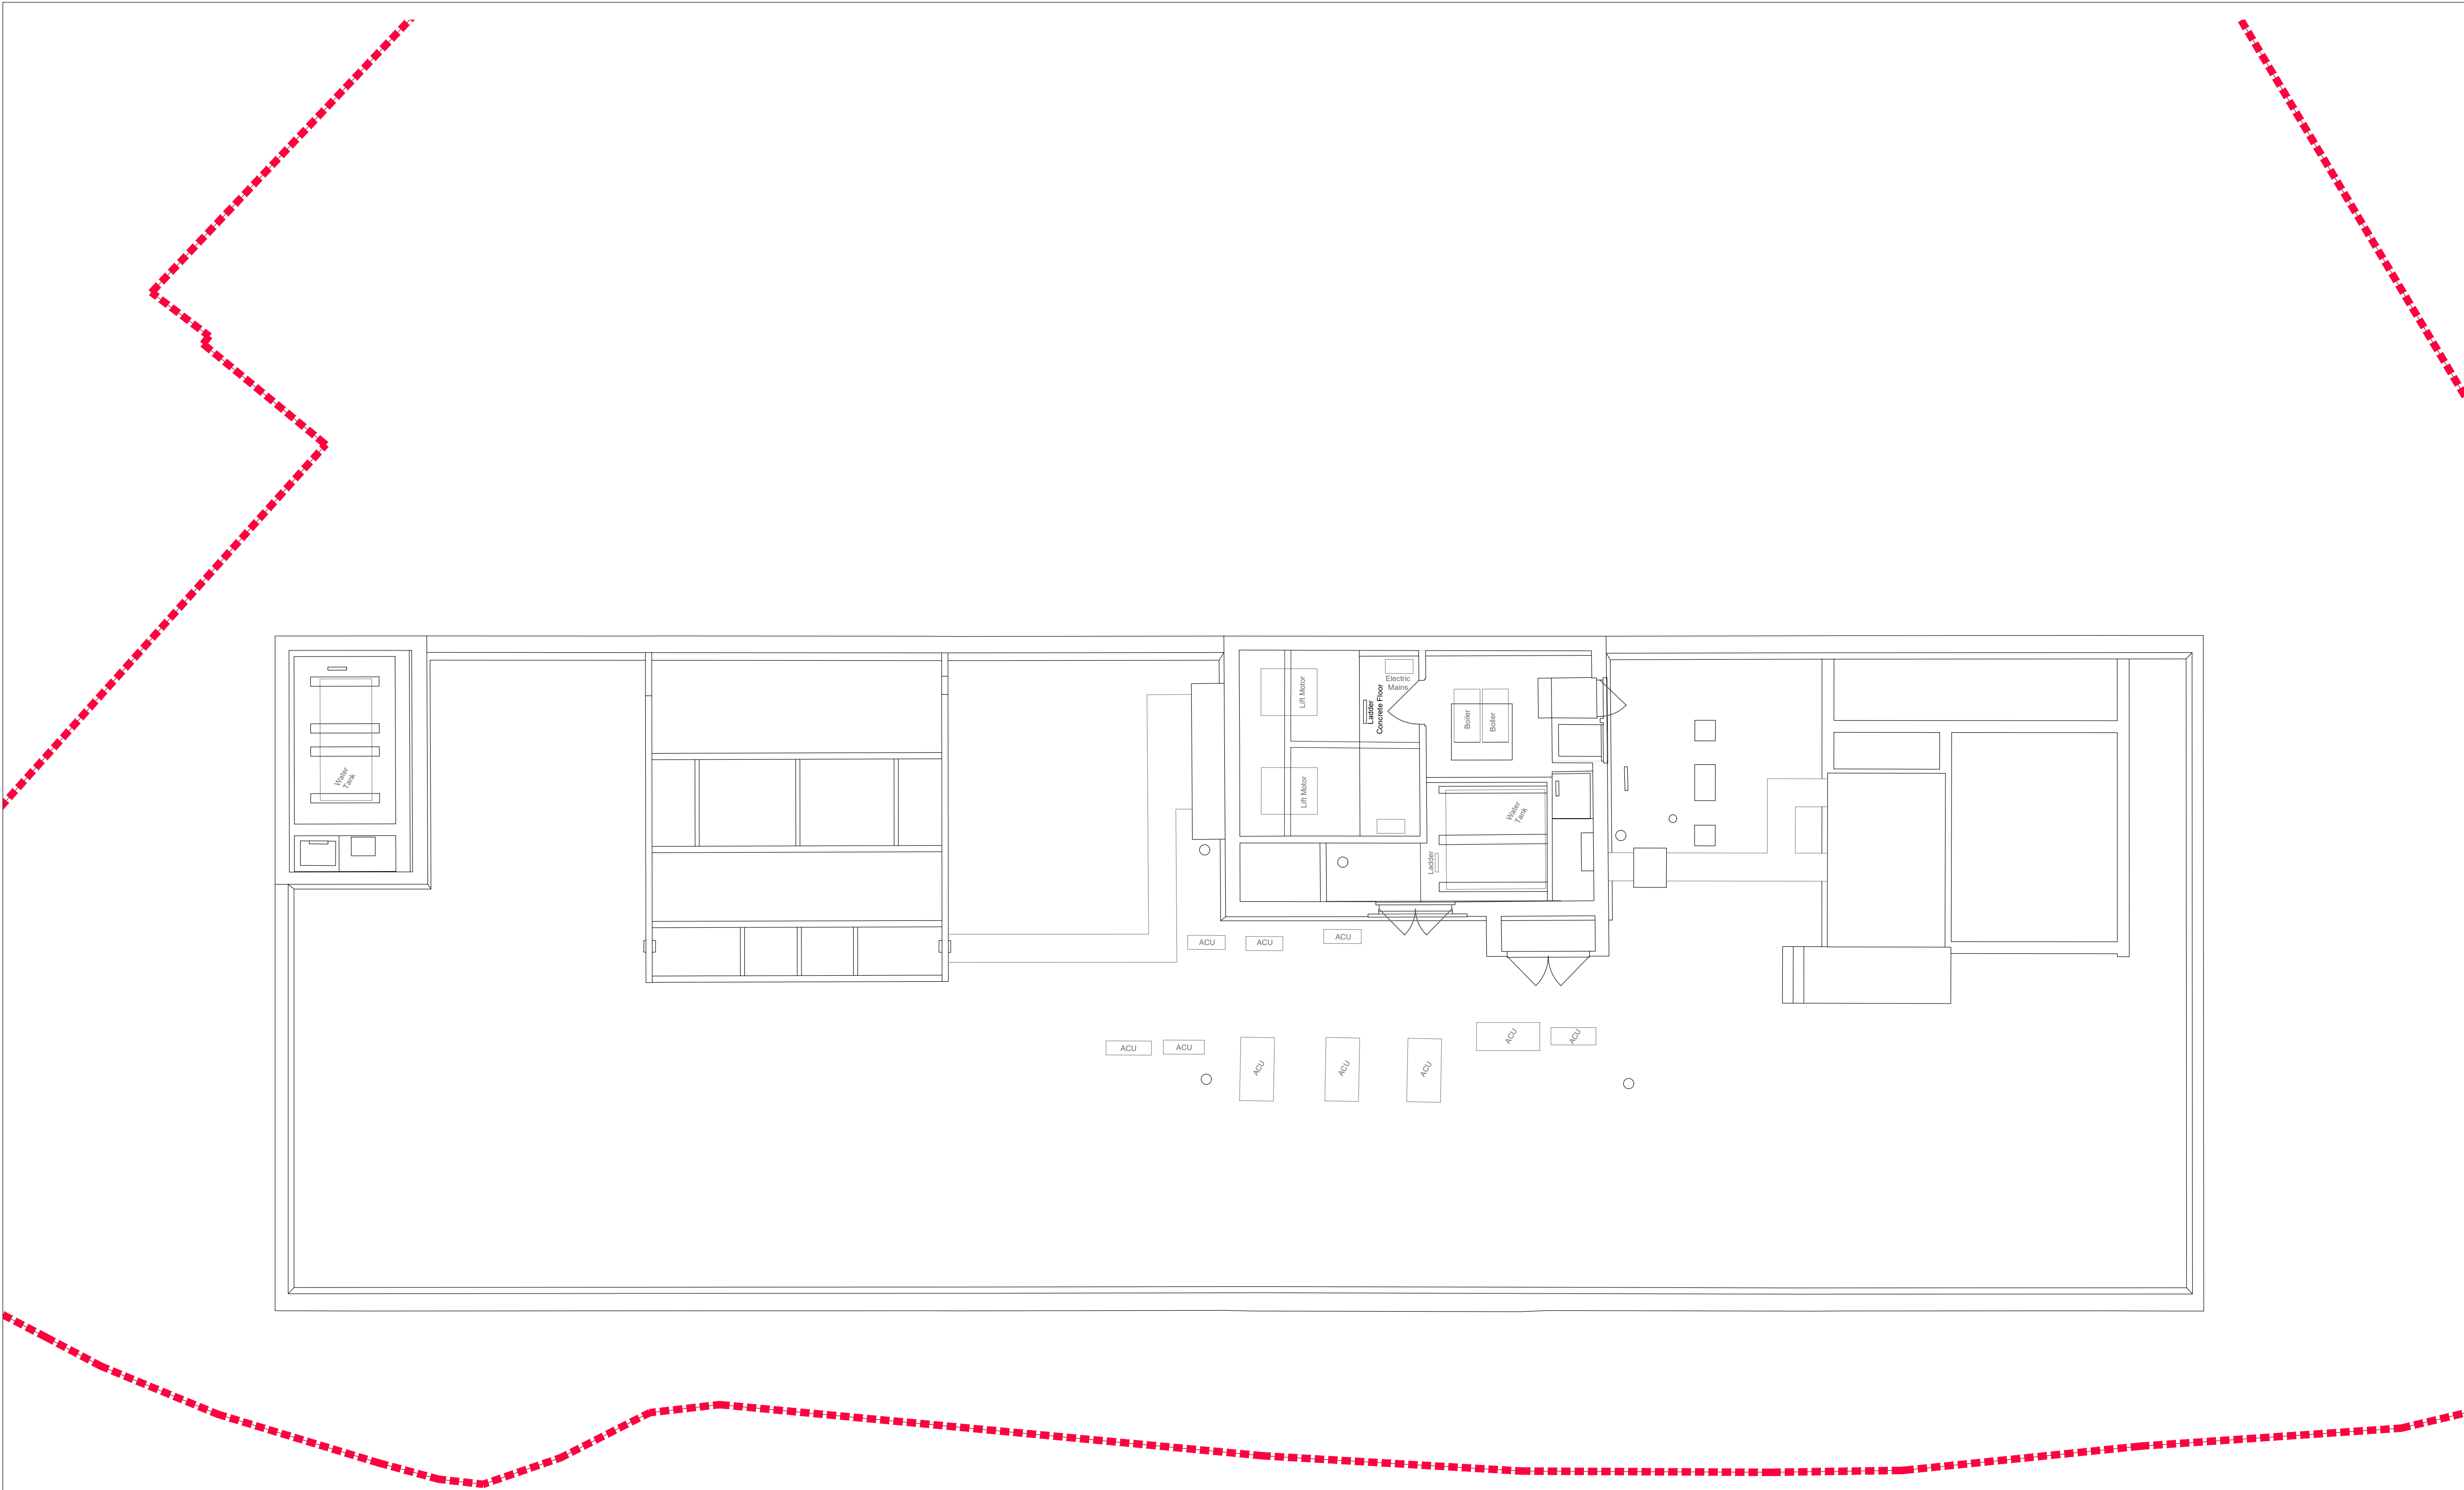 Electric
Mains
Lift Motor
Ladder
Concrete Floor
Boiler
Boiler
Water
Tank
Lift Motor
Water
Tank
Ladder
ACU
ACU
ACU
ACU
ACU
ACU
ACU
ACU
ACU
ACU